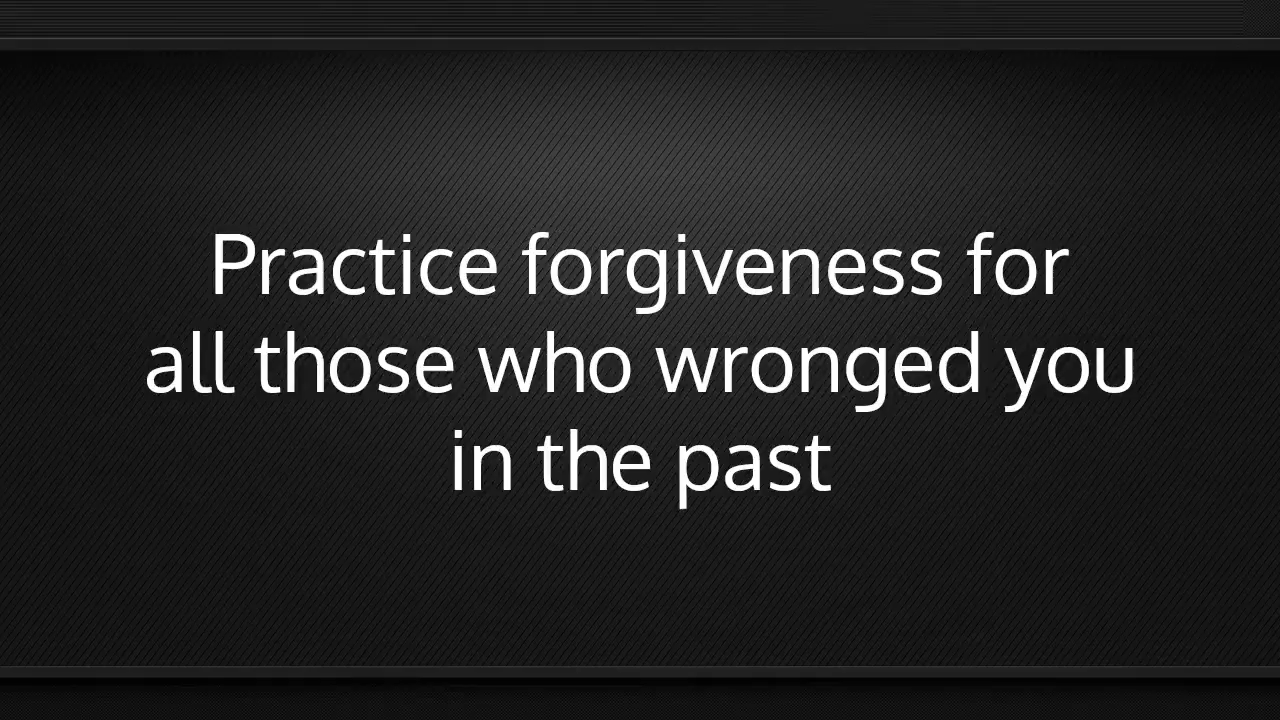 Practice forgiveness for
all those who wronged you
in the past